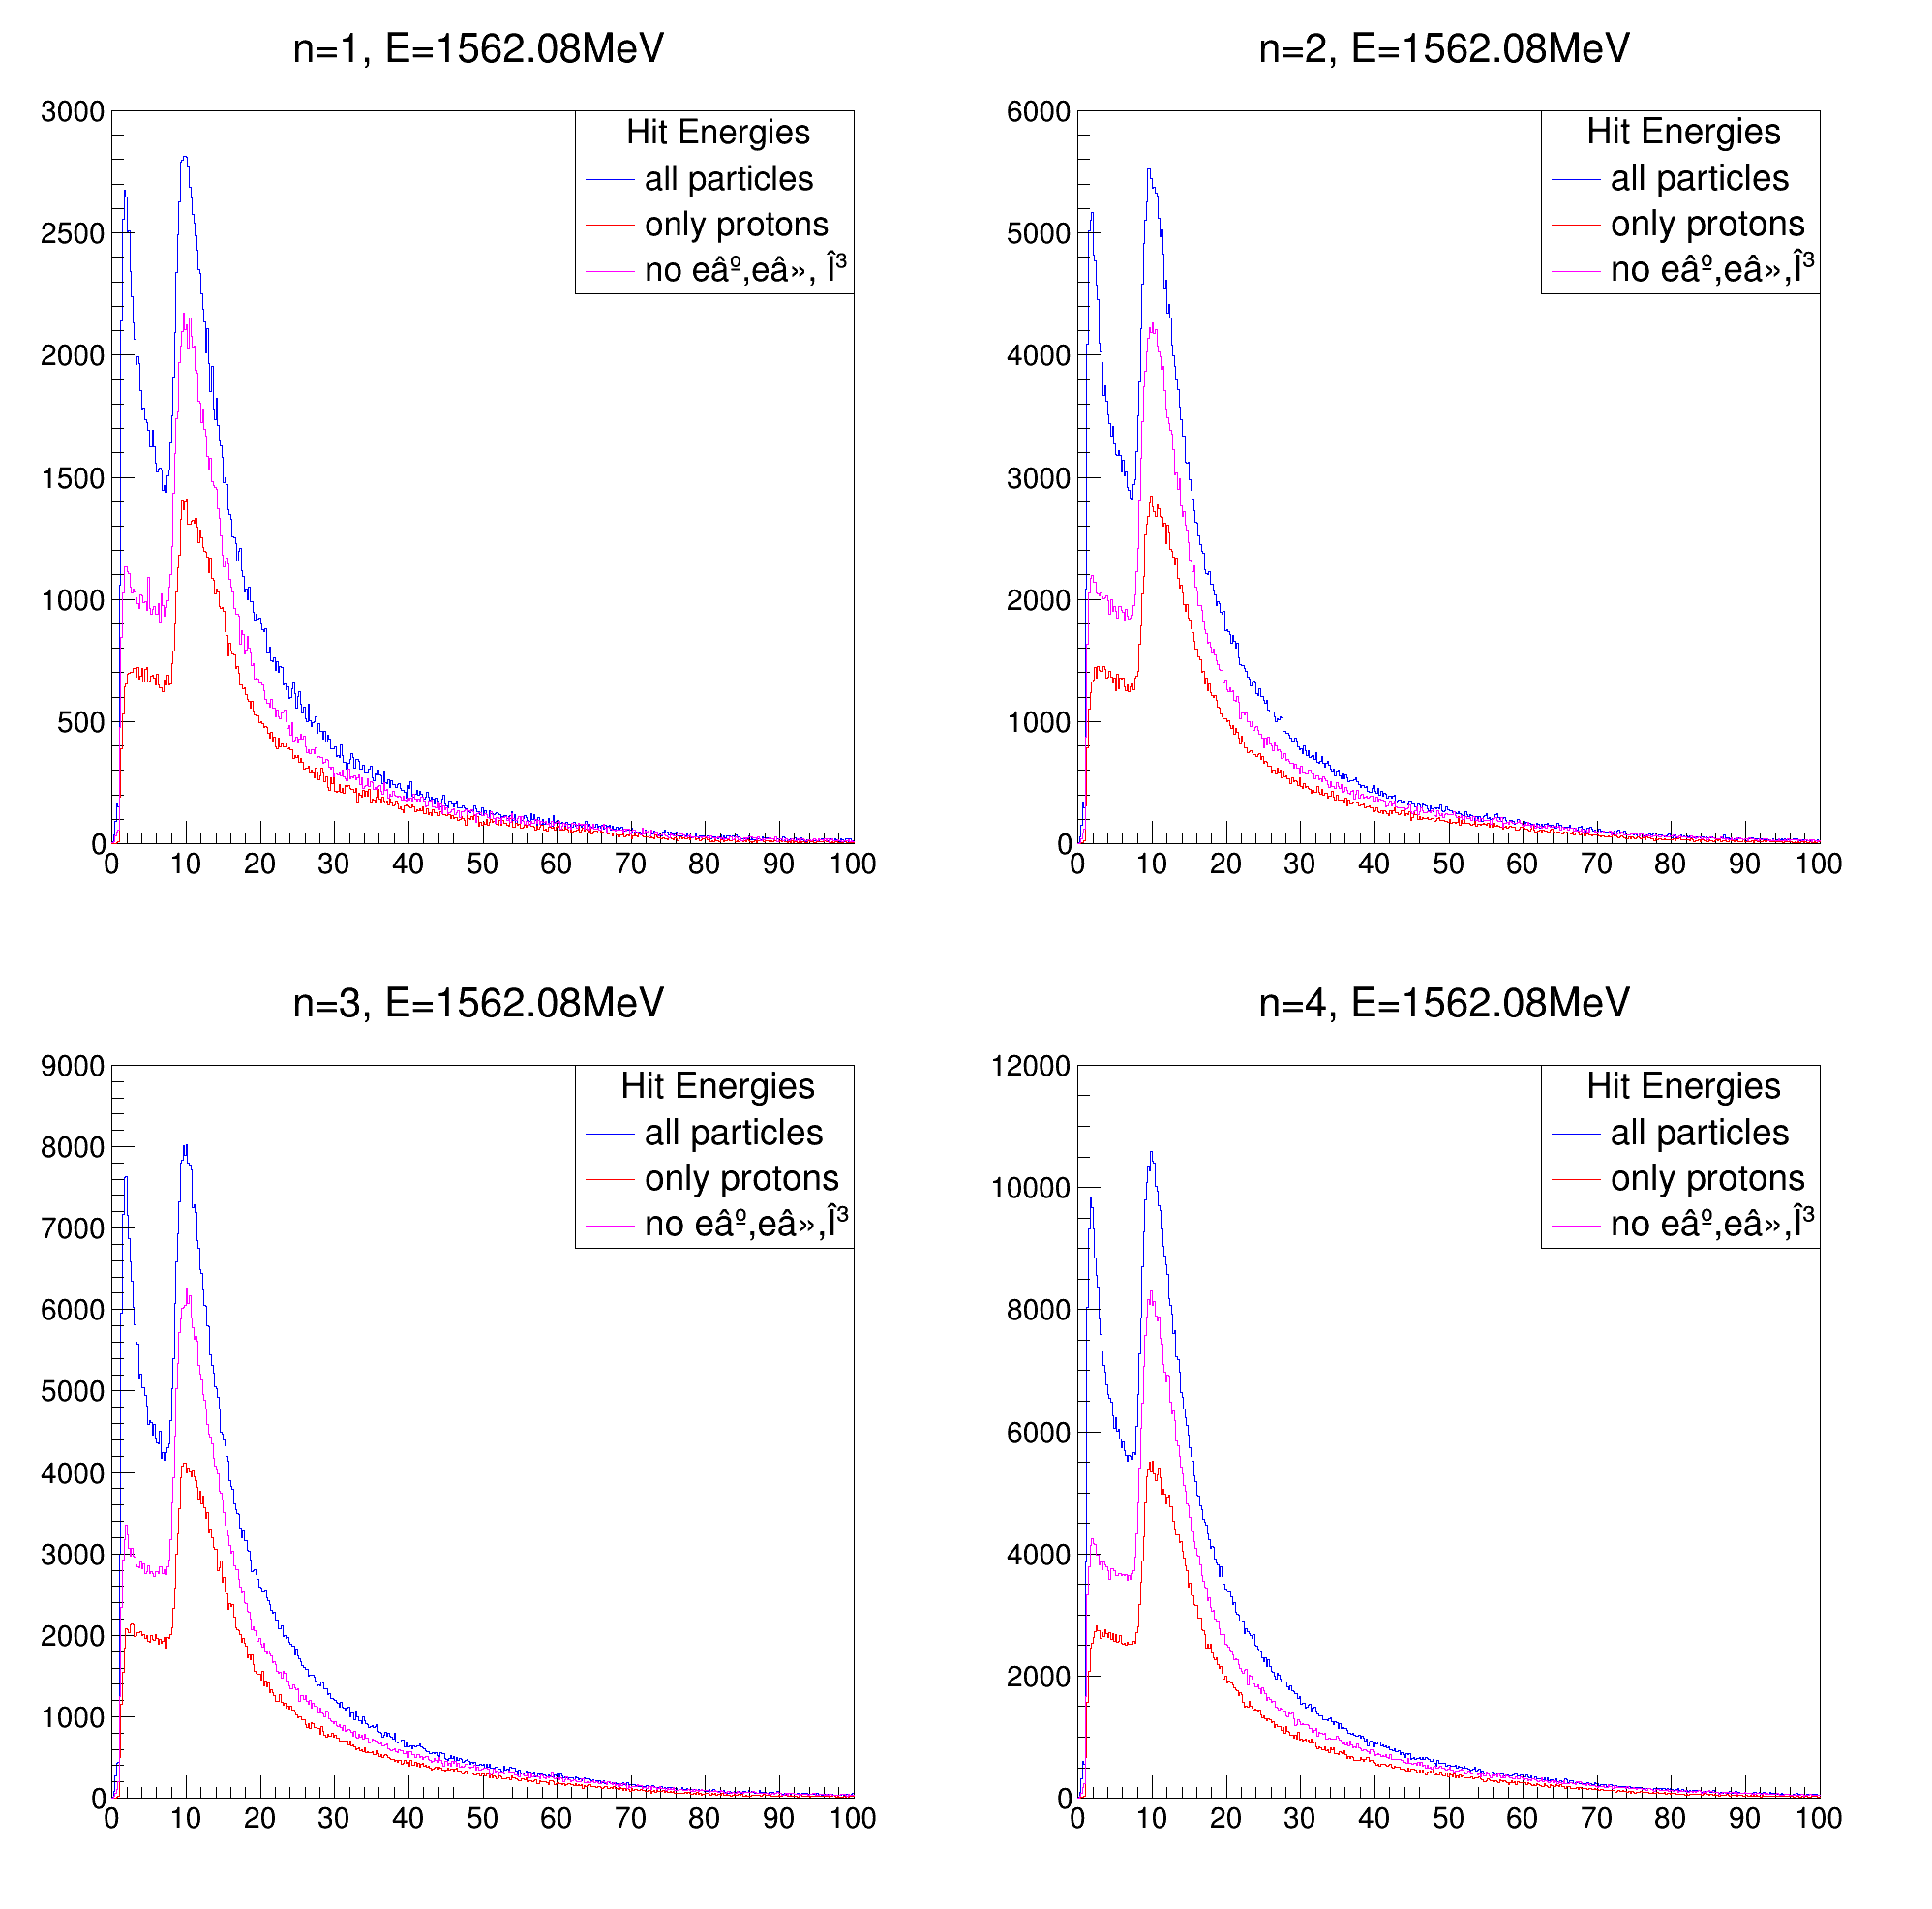 n=1, E=1562.08MeV
3000
2500
2000
1500
1000
500
0
0 10 20 30 40 50 60 70 80 90 100
Hit Energies
all particles
only protons
no eâº,eâ», Î³
n=2, E=1562.08MeV
6000
5000
4000
3000
2000
1000
0
0 10 20 30 40 50 60 70 80 90 100
Hit Energies
all particles
only protons
no eâº,eâ»,Î³
n=3, E=1562.08MeV
9000
8000
7000
6000
5000
4000
3000
2000
1000
0
0 10 20 30 40 50 60 70 80 90 100
Hit Energies
all particles
only protons
no eâº,eâ»,Î³
n=4, E=1562.08MeV
12000
10000
8000
6000
4000
2000
0
0 10 20 30 40 50 60 70 80 90 100
Hit Energies
all particles
only protons
no eâº,eâ»,Î³